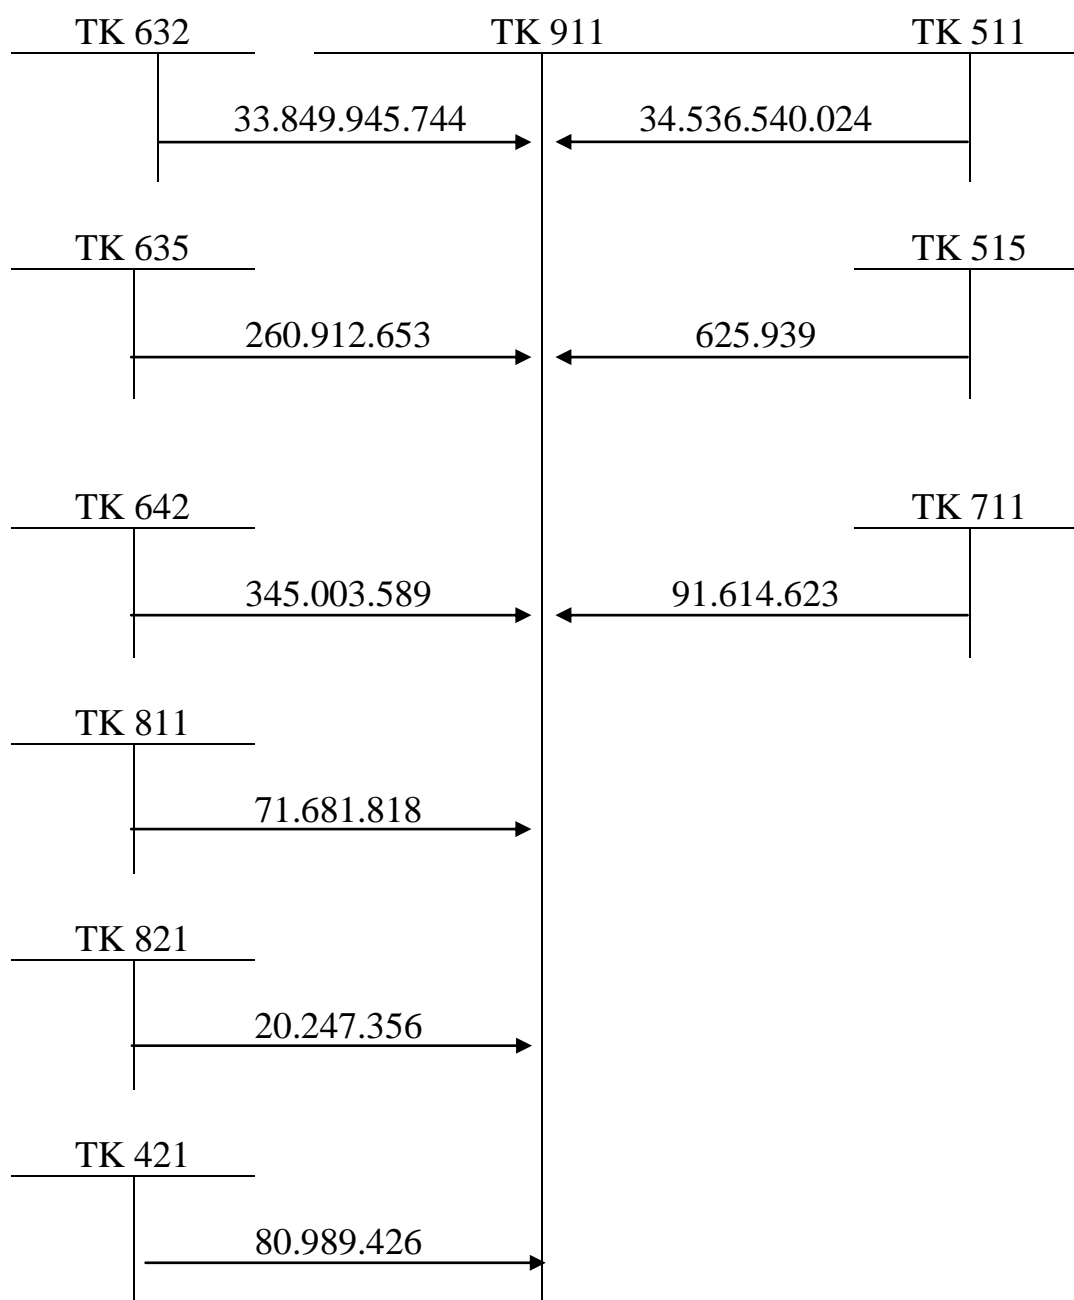 TK 632 TK 911 TK 511
33.849.945.744 34.536.540.024
TK 635 TK 515
260.912.653 625.939
TK 642 TK 711
345.003.589 91.614.623
TK 811
71.681.818
TK 821
20.247.356
TK 421
80.989.426